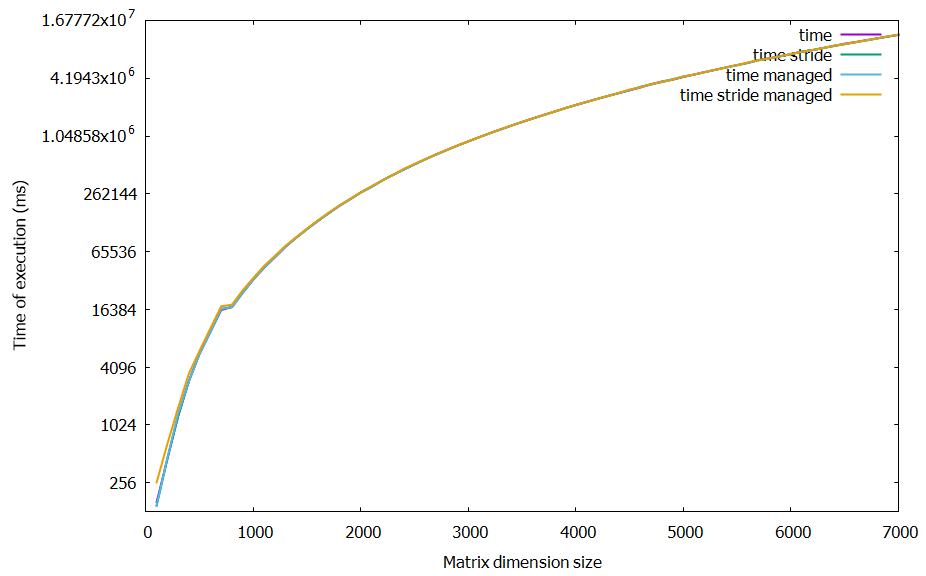 1.67772x10^7
4.1943x10^6
1.04858x10^6
262144
65536
16384
4096
1024
256
0 1000 2000 3000 4000 5000 6000 7000
Time of execution (ms)
Matrix dimension size
time
time stride
time managed
time stride managed